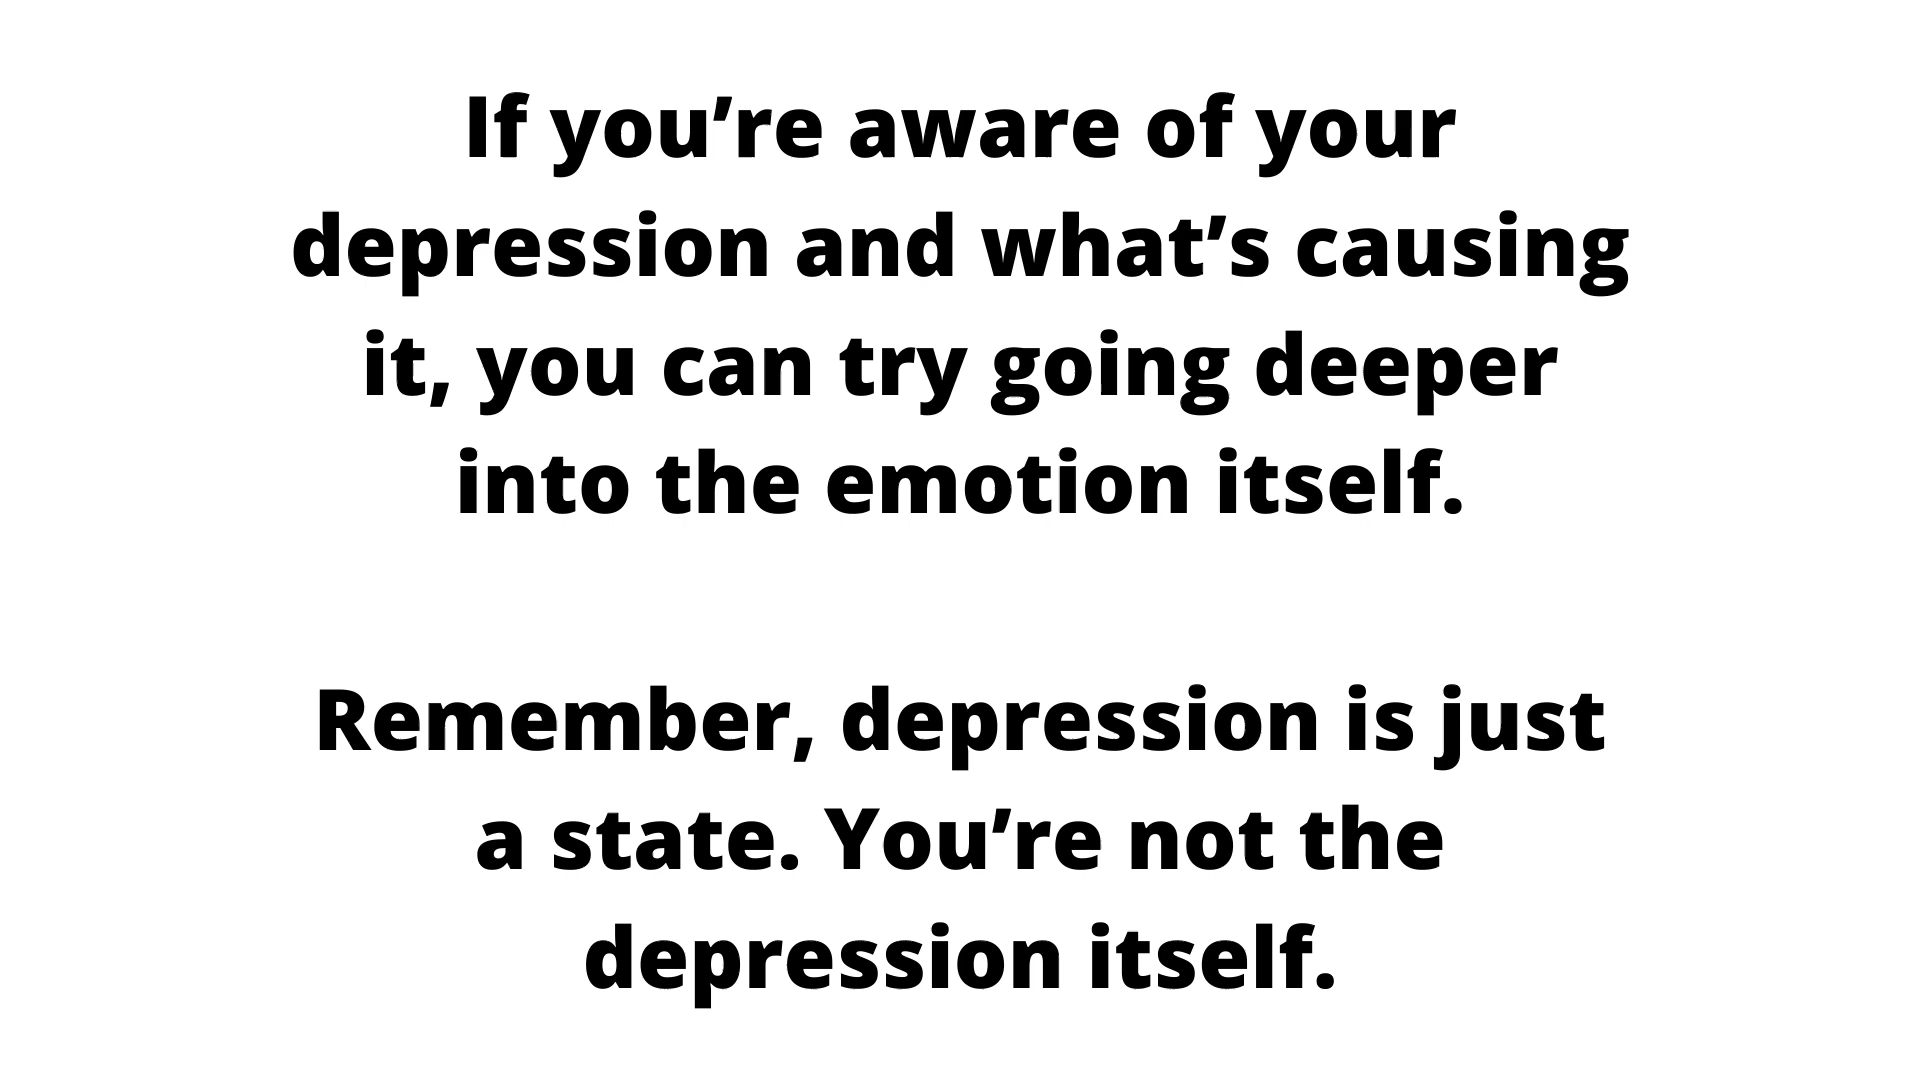 If you’re aware of your
depression and what’s causing
it, you can try going deeper
into the emotion itself.
Remember, depression is just
a state. You’re not the
depression itself.